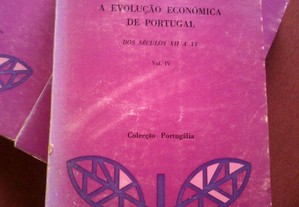 A EVOLUÇÃO ECONÓMICA
DE PORTUGAL
DOS SÉCULOS XII A XV
Vol. IV
Colecção Portugália